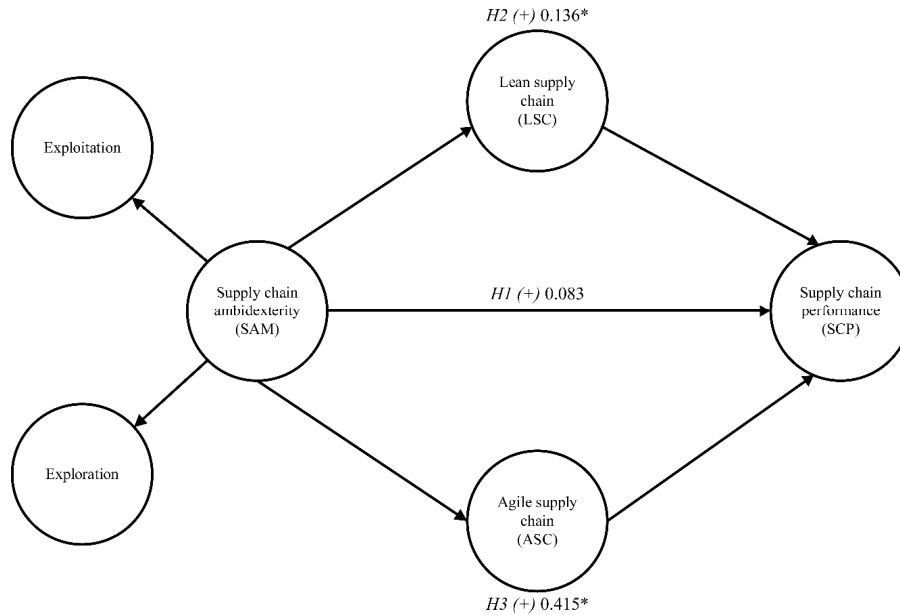 H2 (+) 0.136*
Lean supply
chain
(LSC)
Exploitation
Supply chain
ambidexterity
(SAM)
H1 (+) 0.083
Supply chain
performance
(SCP)
Exploration
Agile supply
chain
(ASC)
H3 (+) 0.415*